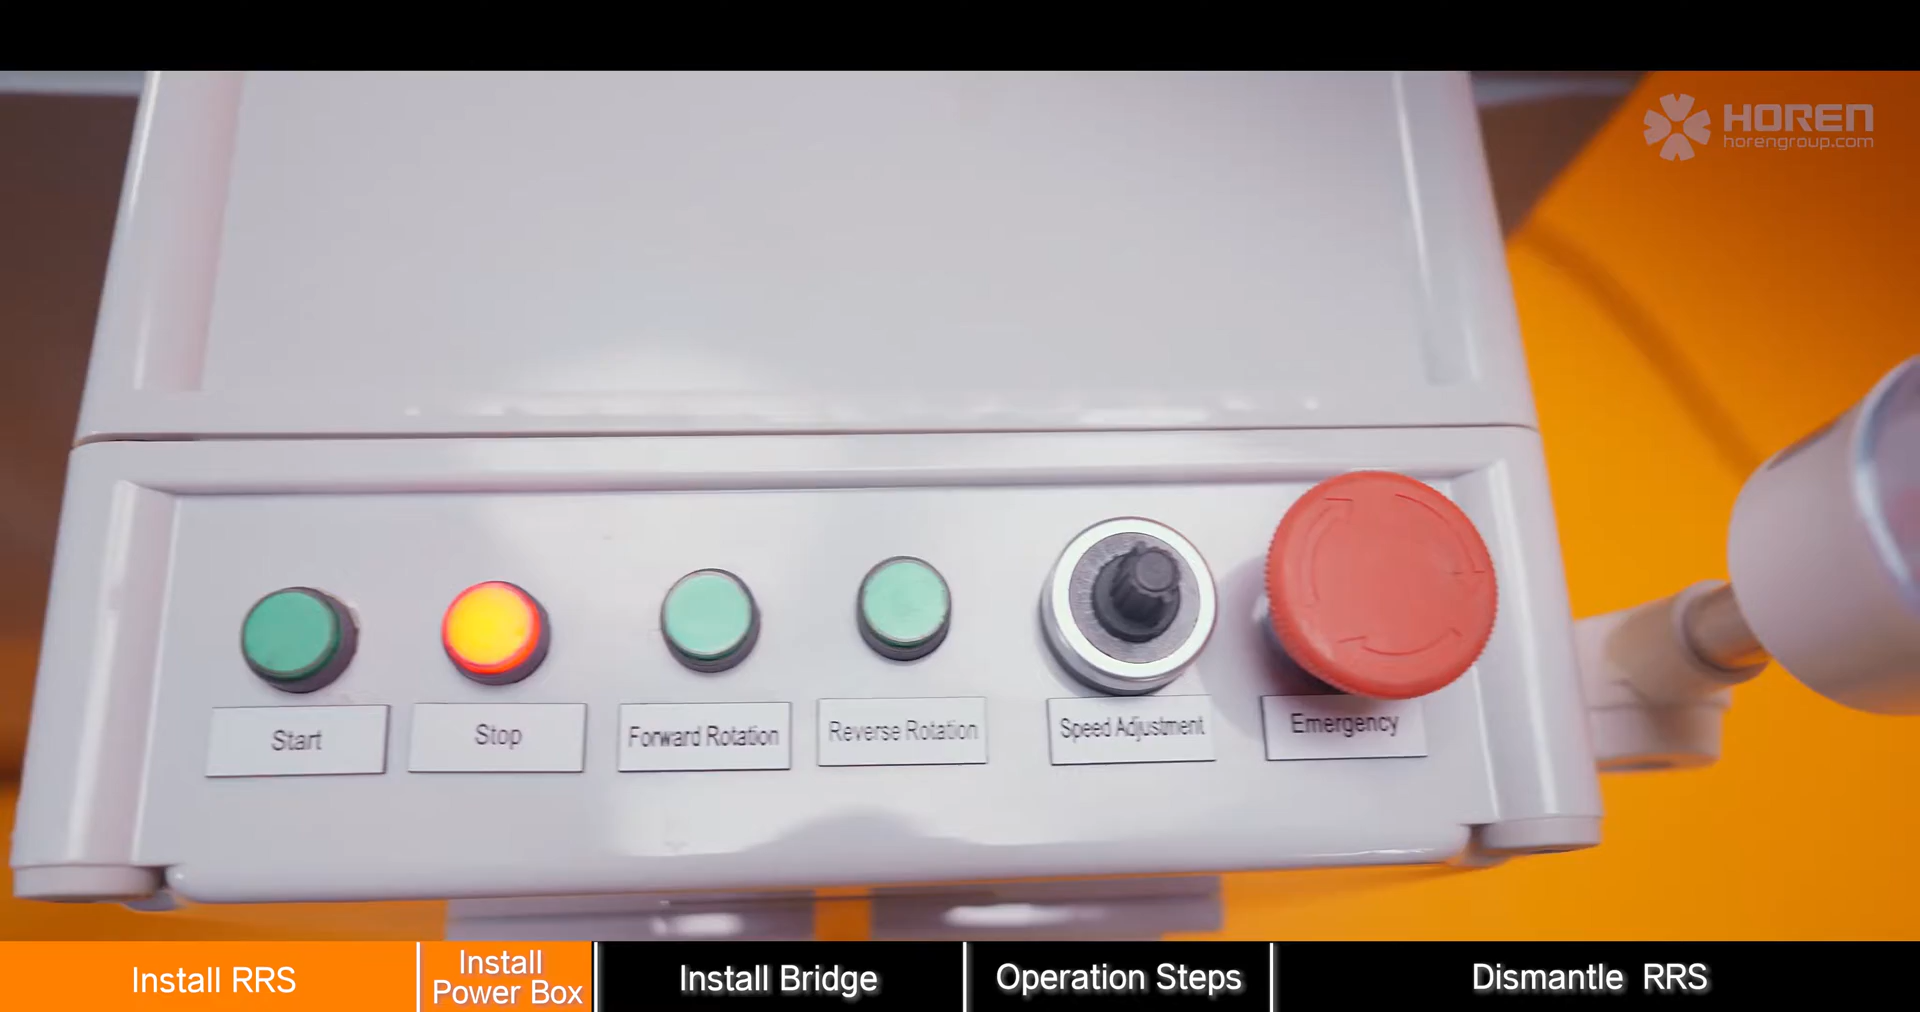 HOREN
horengroup.com
Start
Stop
Forward Rotation
Reverse Rotation
Speed Adjustment
Emergency
Install RRS
Install
Power Box
Install Bridge
Operation Steps
Dismantle RRS